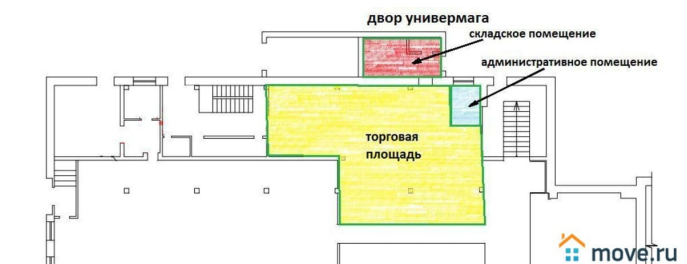 двор универмага
складское помещение
административное помещение
торговая
площадь
move.ru